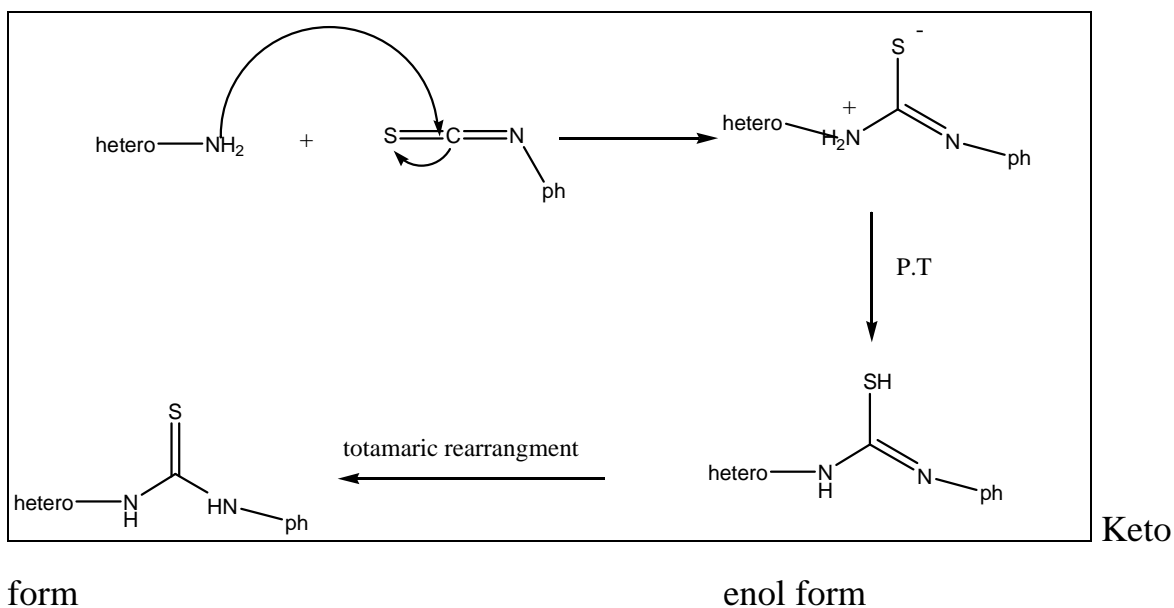 hetero NH2 + S C N ph
S -
hetero H2N + N ph
P.T
SH
hetero N H N ph
totamaric rearrangment
S
hetero N H HN ph
Keto
form enol form